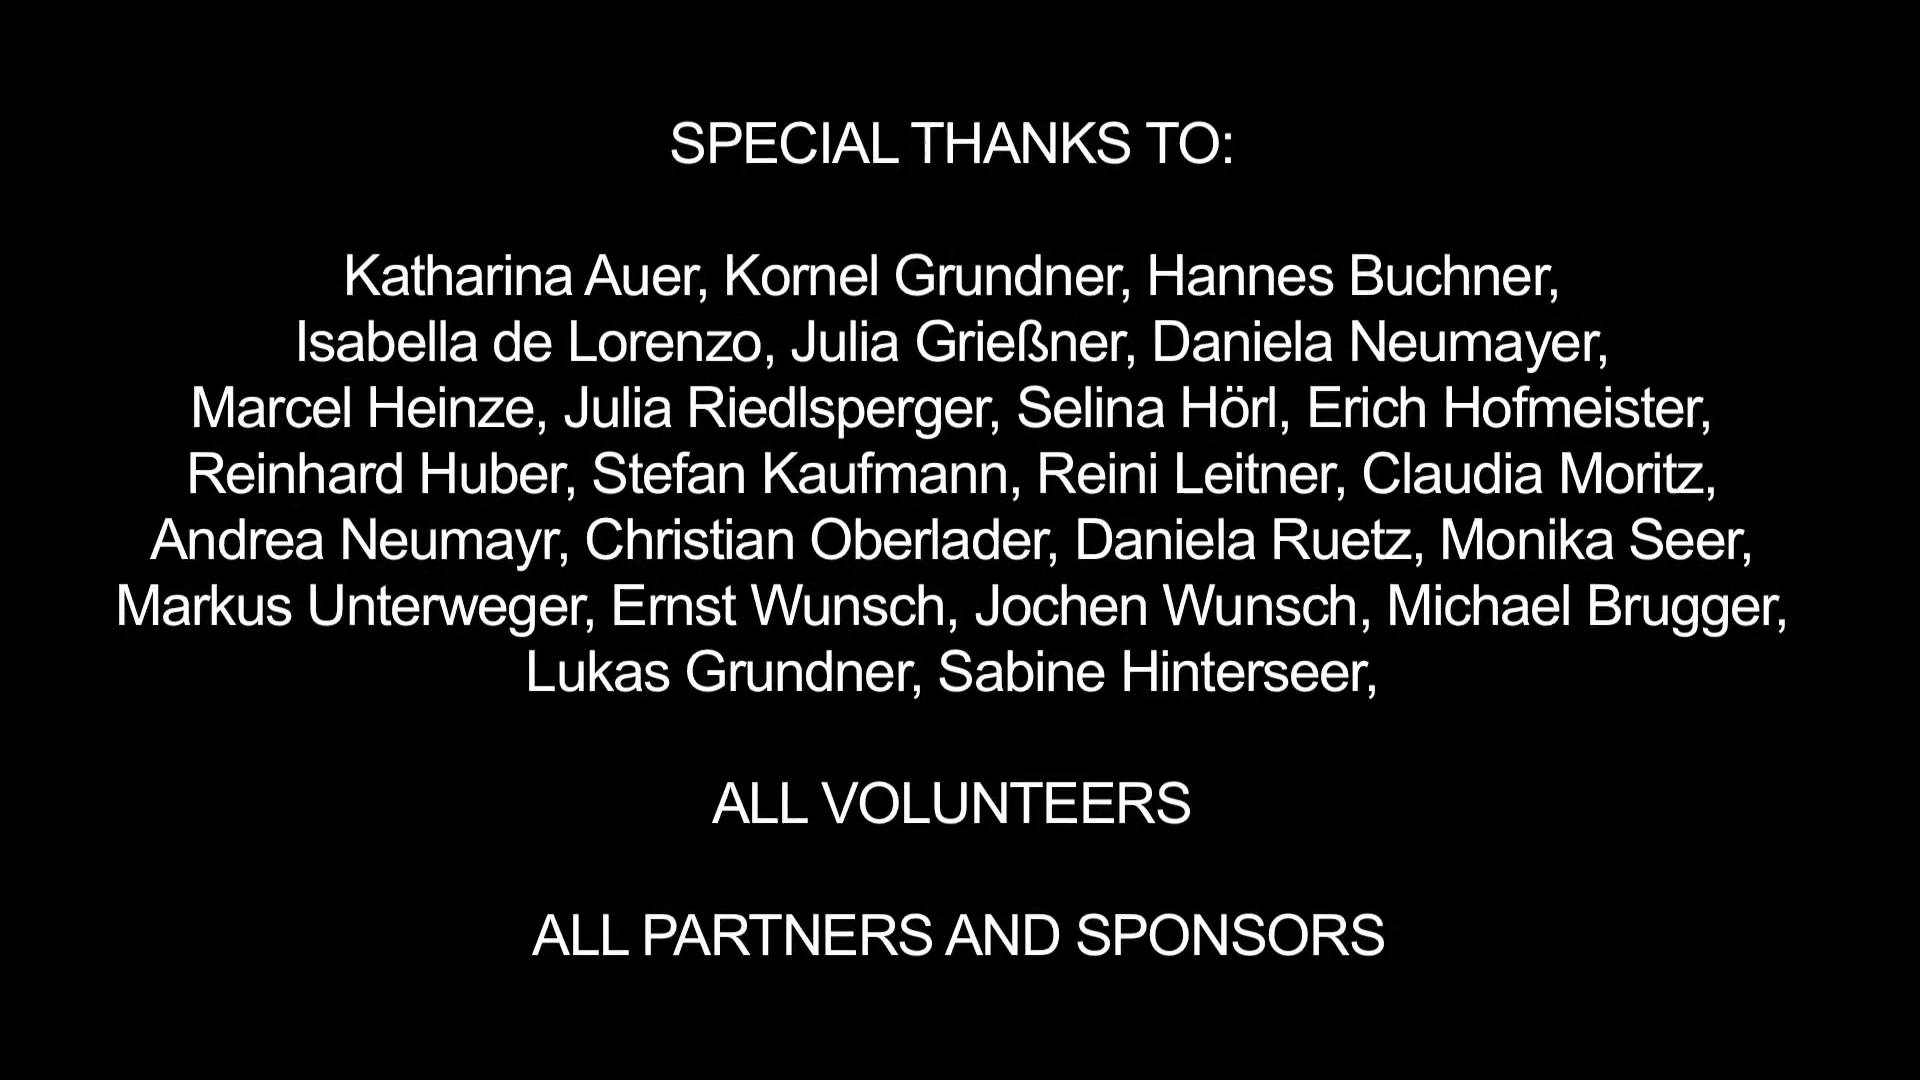 SPECIAL THANKS TO:
Katharina Auer, Kornel Grundner, Hannes Buchner,
Isabella de Lorenzo, Julia Grießner, Daniela Neumayer,
Marcel Heinze, Julia Riedlsperger, Selina Hörl, Erich Hofmeister,
Reinhard Huber, Stefan Kaufmann, Reini Leitner, Claudia Moritz,
Andrea Neumayr, Christian Oberlader, Daniela Ruetz, Monika Seer,
Markus Unterweger, Ernst Wunsch, Jochen Wunsch, Michael Brugger,
Lukas Grundner, Sabine Hinterseer,
ALL VOLUNTEERS
ALL PARTNERS AND SPONSORS